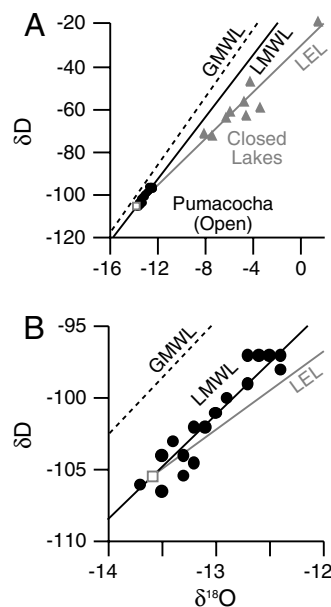 A
-20
-40
-60
-80
-100
-120
δD
GMWL
LMWL
LEL
Closed
Lakes
Pumacocha
(Open)
-16
-12
-8
-4
0
B
-95
-100
-105
-110
δD
GMWL
LMWL
LEL
-14
-13
-12
δ¹⁸O